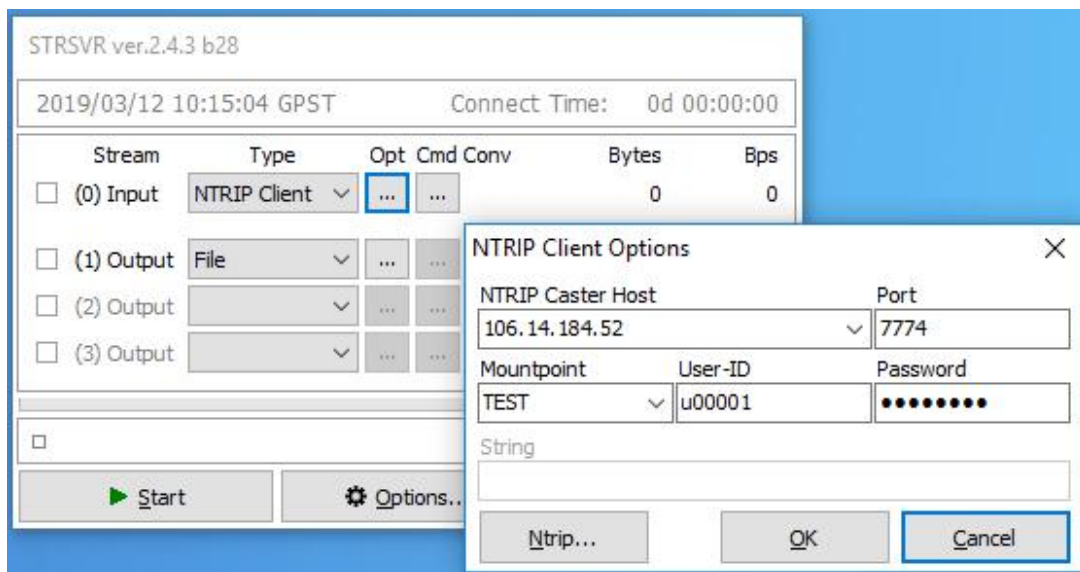 STRSVR ver.2.4.3 b28
2019/03/12 10:15:04 GPST Connect Time: 0d 00:00:00
Stream Type Opt Cmd Conv Bytes Bps
(0) Input NTRIP Client ... ... 0 0
(1) Output File ... ...
(2) Output ... ...
(3) Output ... ...
Start Options..
NTRIP Client Options
NTRIP Caster Host Port
106.14.184.52 7774
Mountpoint User-ID Password
TEST u00001 ••••••••
String
Ntrip... OK Cancel